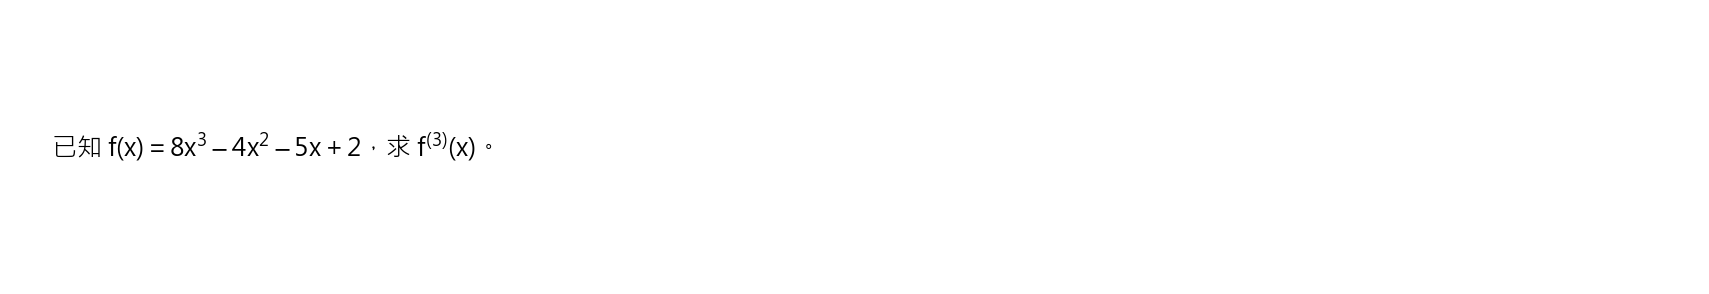 已知 f(x) = 8x³ – 4x² – 5x + 2，求 f⁽³⁾(x)。